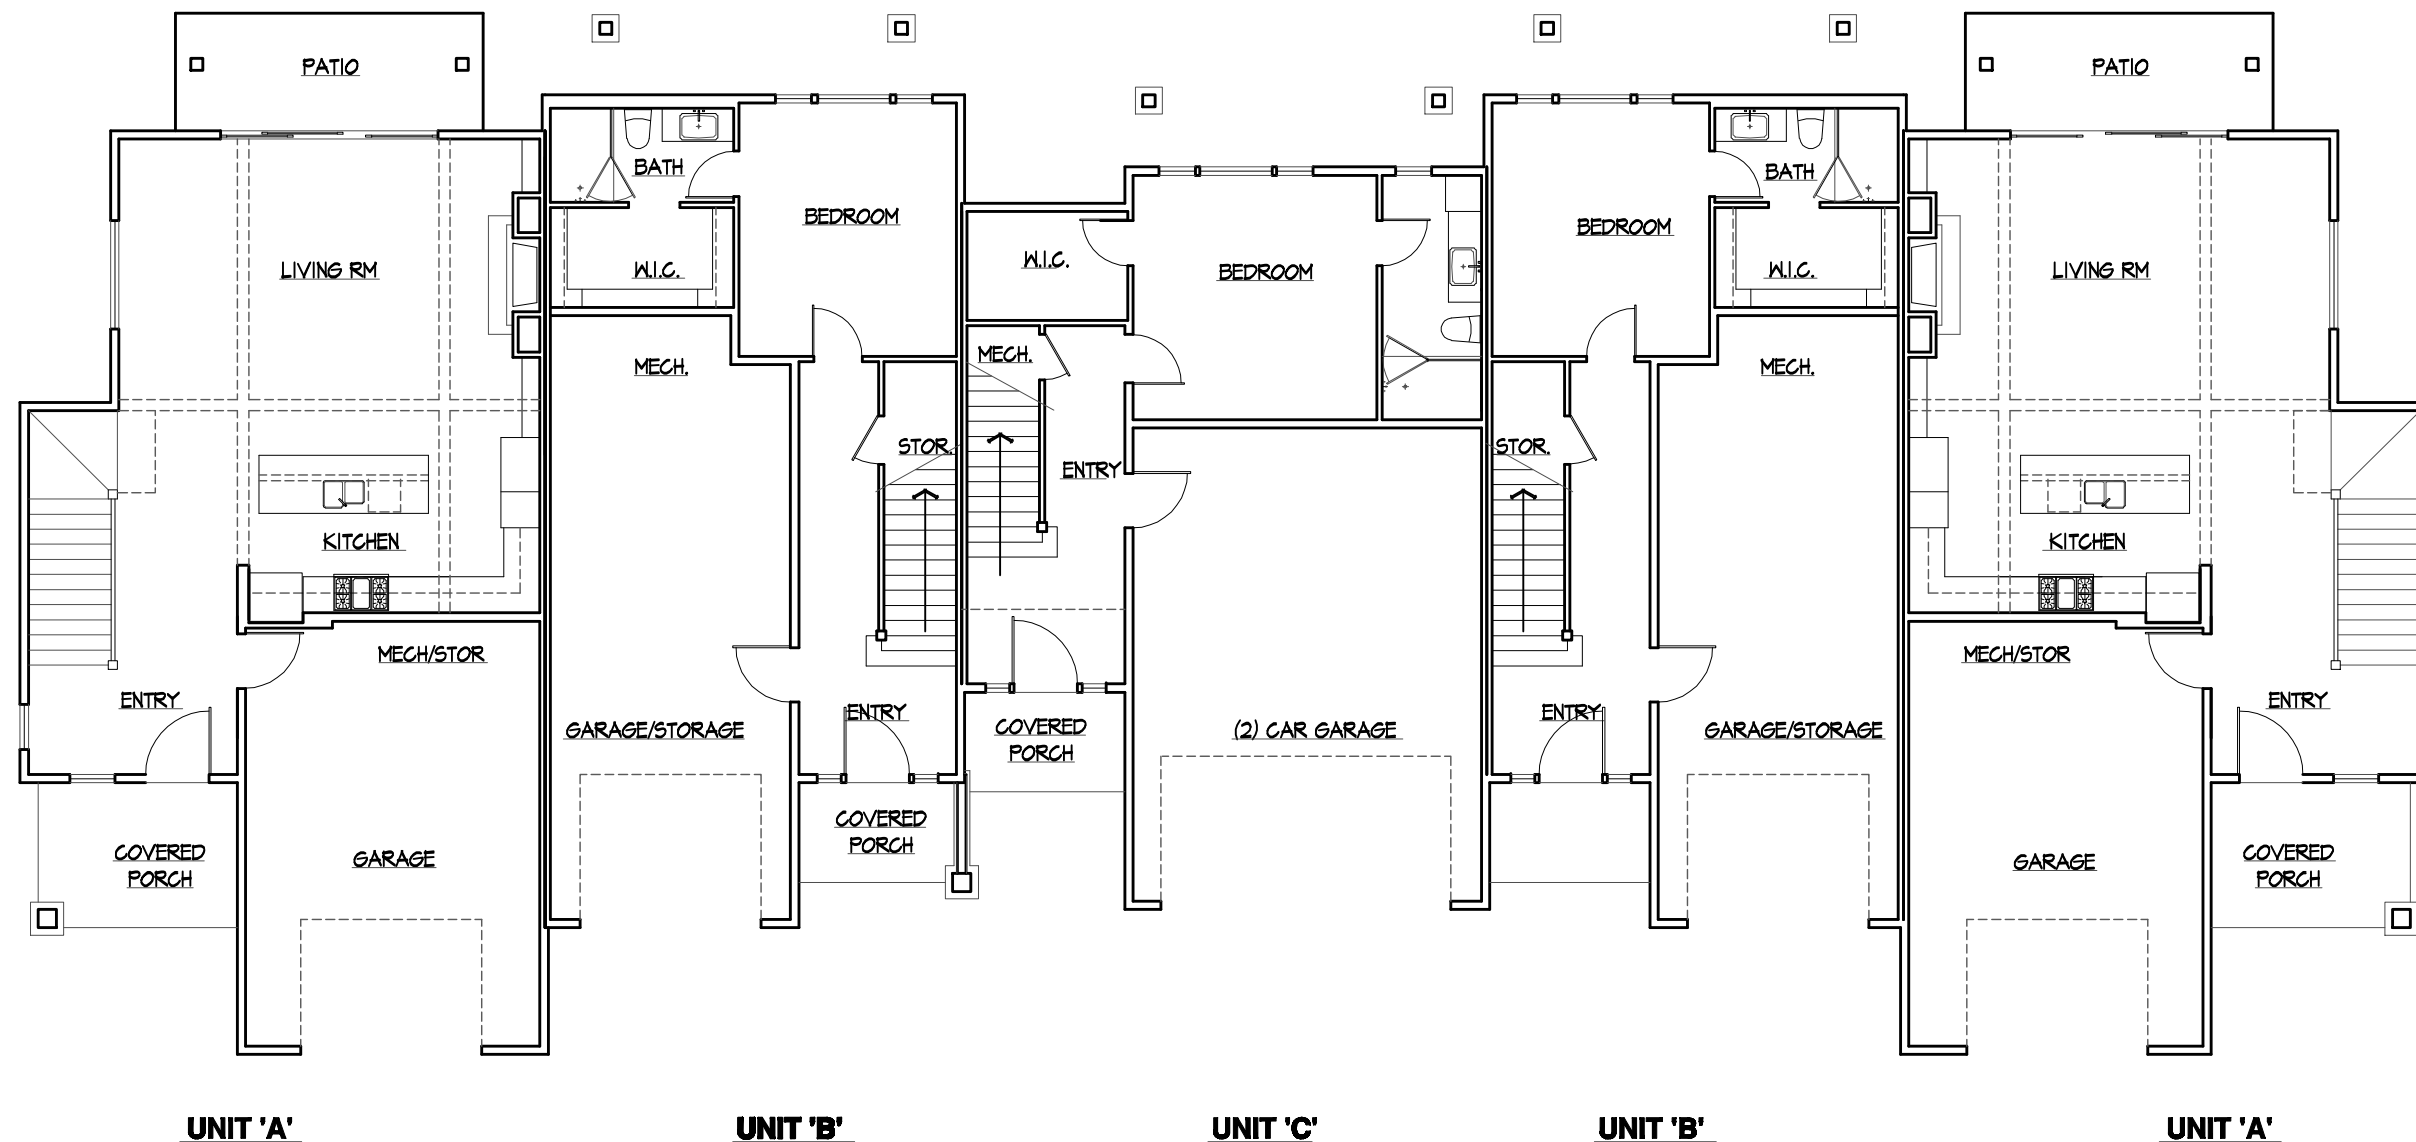 PATIO
PATIO
BATH
BATH
BEDROOM
BEDROOM
LIVING RM
W.I.C.
W.I.C.
BEDROOM
W.I.C.
LIVING RM
MECH.
MECH.
MECH.
STOR.
ENTRY
STOR.
KITCHEN
KITCHEN
MECH/STOR
MECH/STOR
ENTRY
ENTRY
ENTRY
ENTRY
GARAGE/STORAGE
COVERED
PORCH
(2) CAR GARAGE
GARAGE/STORAGE
COVERED
PORCH
COVERED
PORCH
GARAGE
GARAGE
COVERED
PORCH
UNIT 'A'
UNIT 'B'
UNIT 'C'
UNIT 'B'
UNIT 'A'